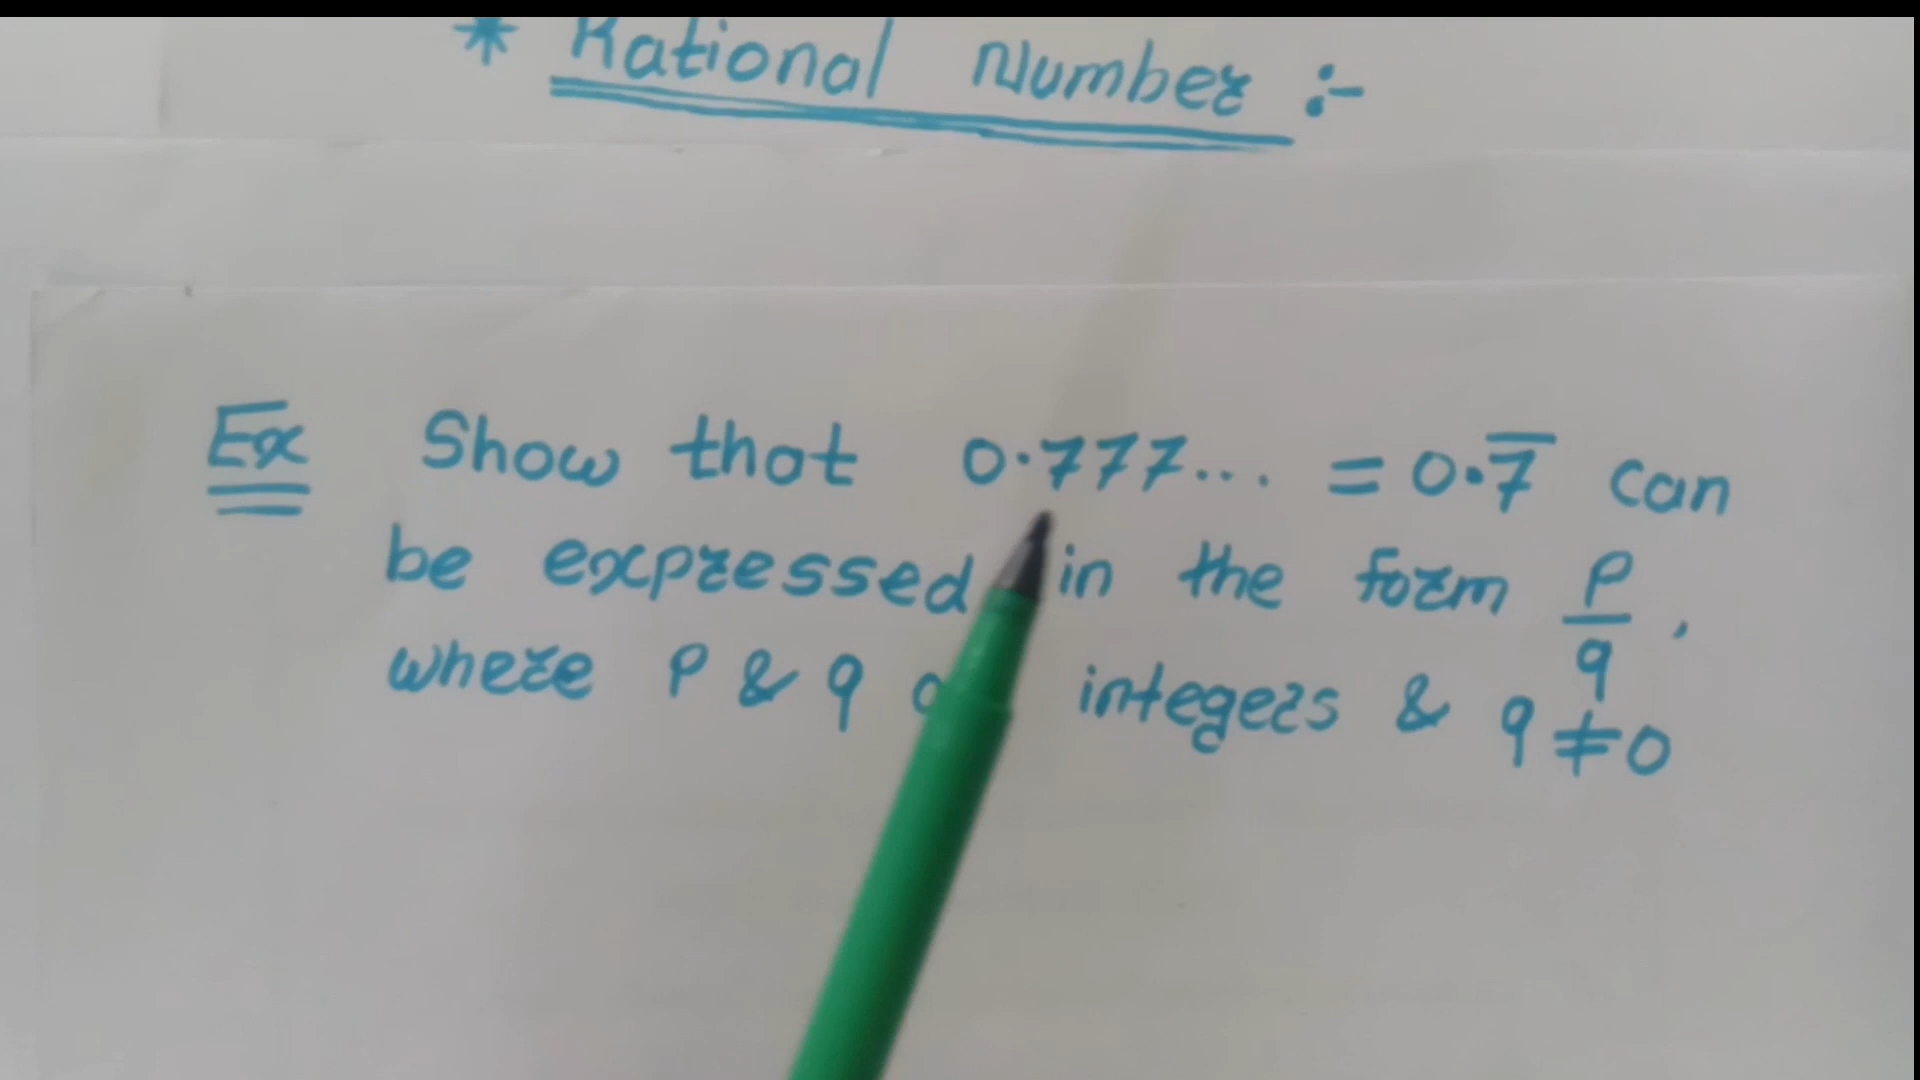 * Rational Number :-
Ex Show that 0.777... = 0.7̅ can
be expressed in the form p/q,
where p & q integers & q ≠ 0